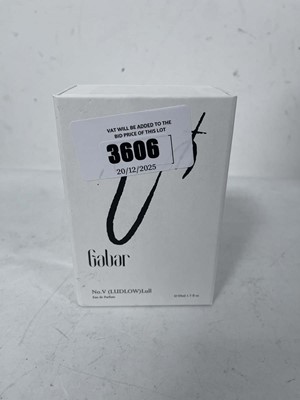 VAT WILL BE ADDED TO THE
BID PRICE OF THIS LOT
3606
20/12/2025
Gabar
No.V (LUDLOW)Lull
Eau de Parfum